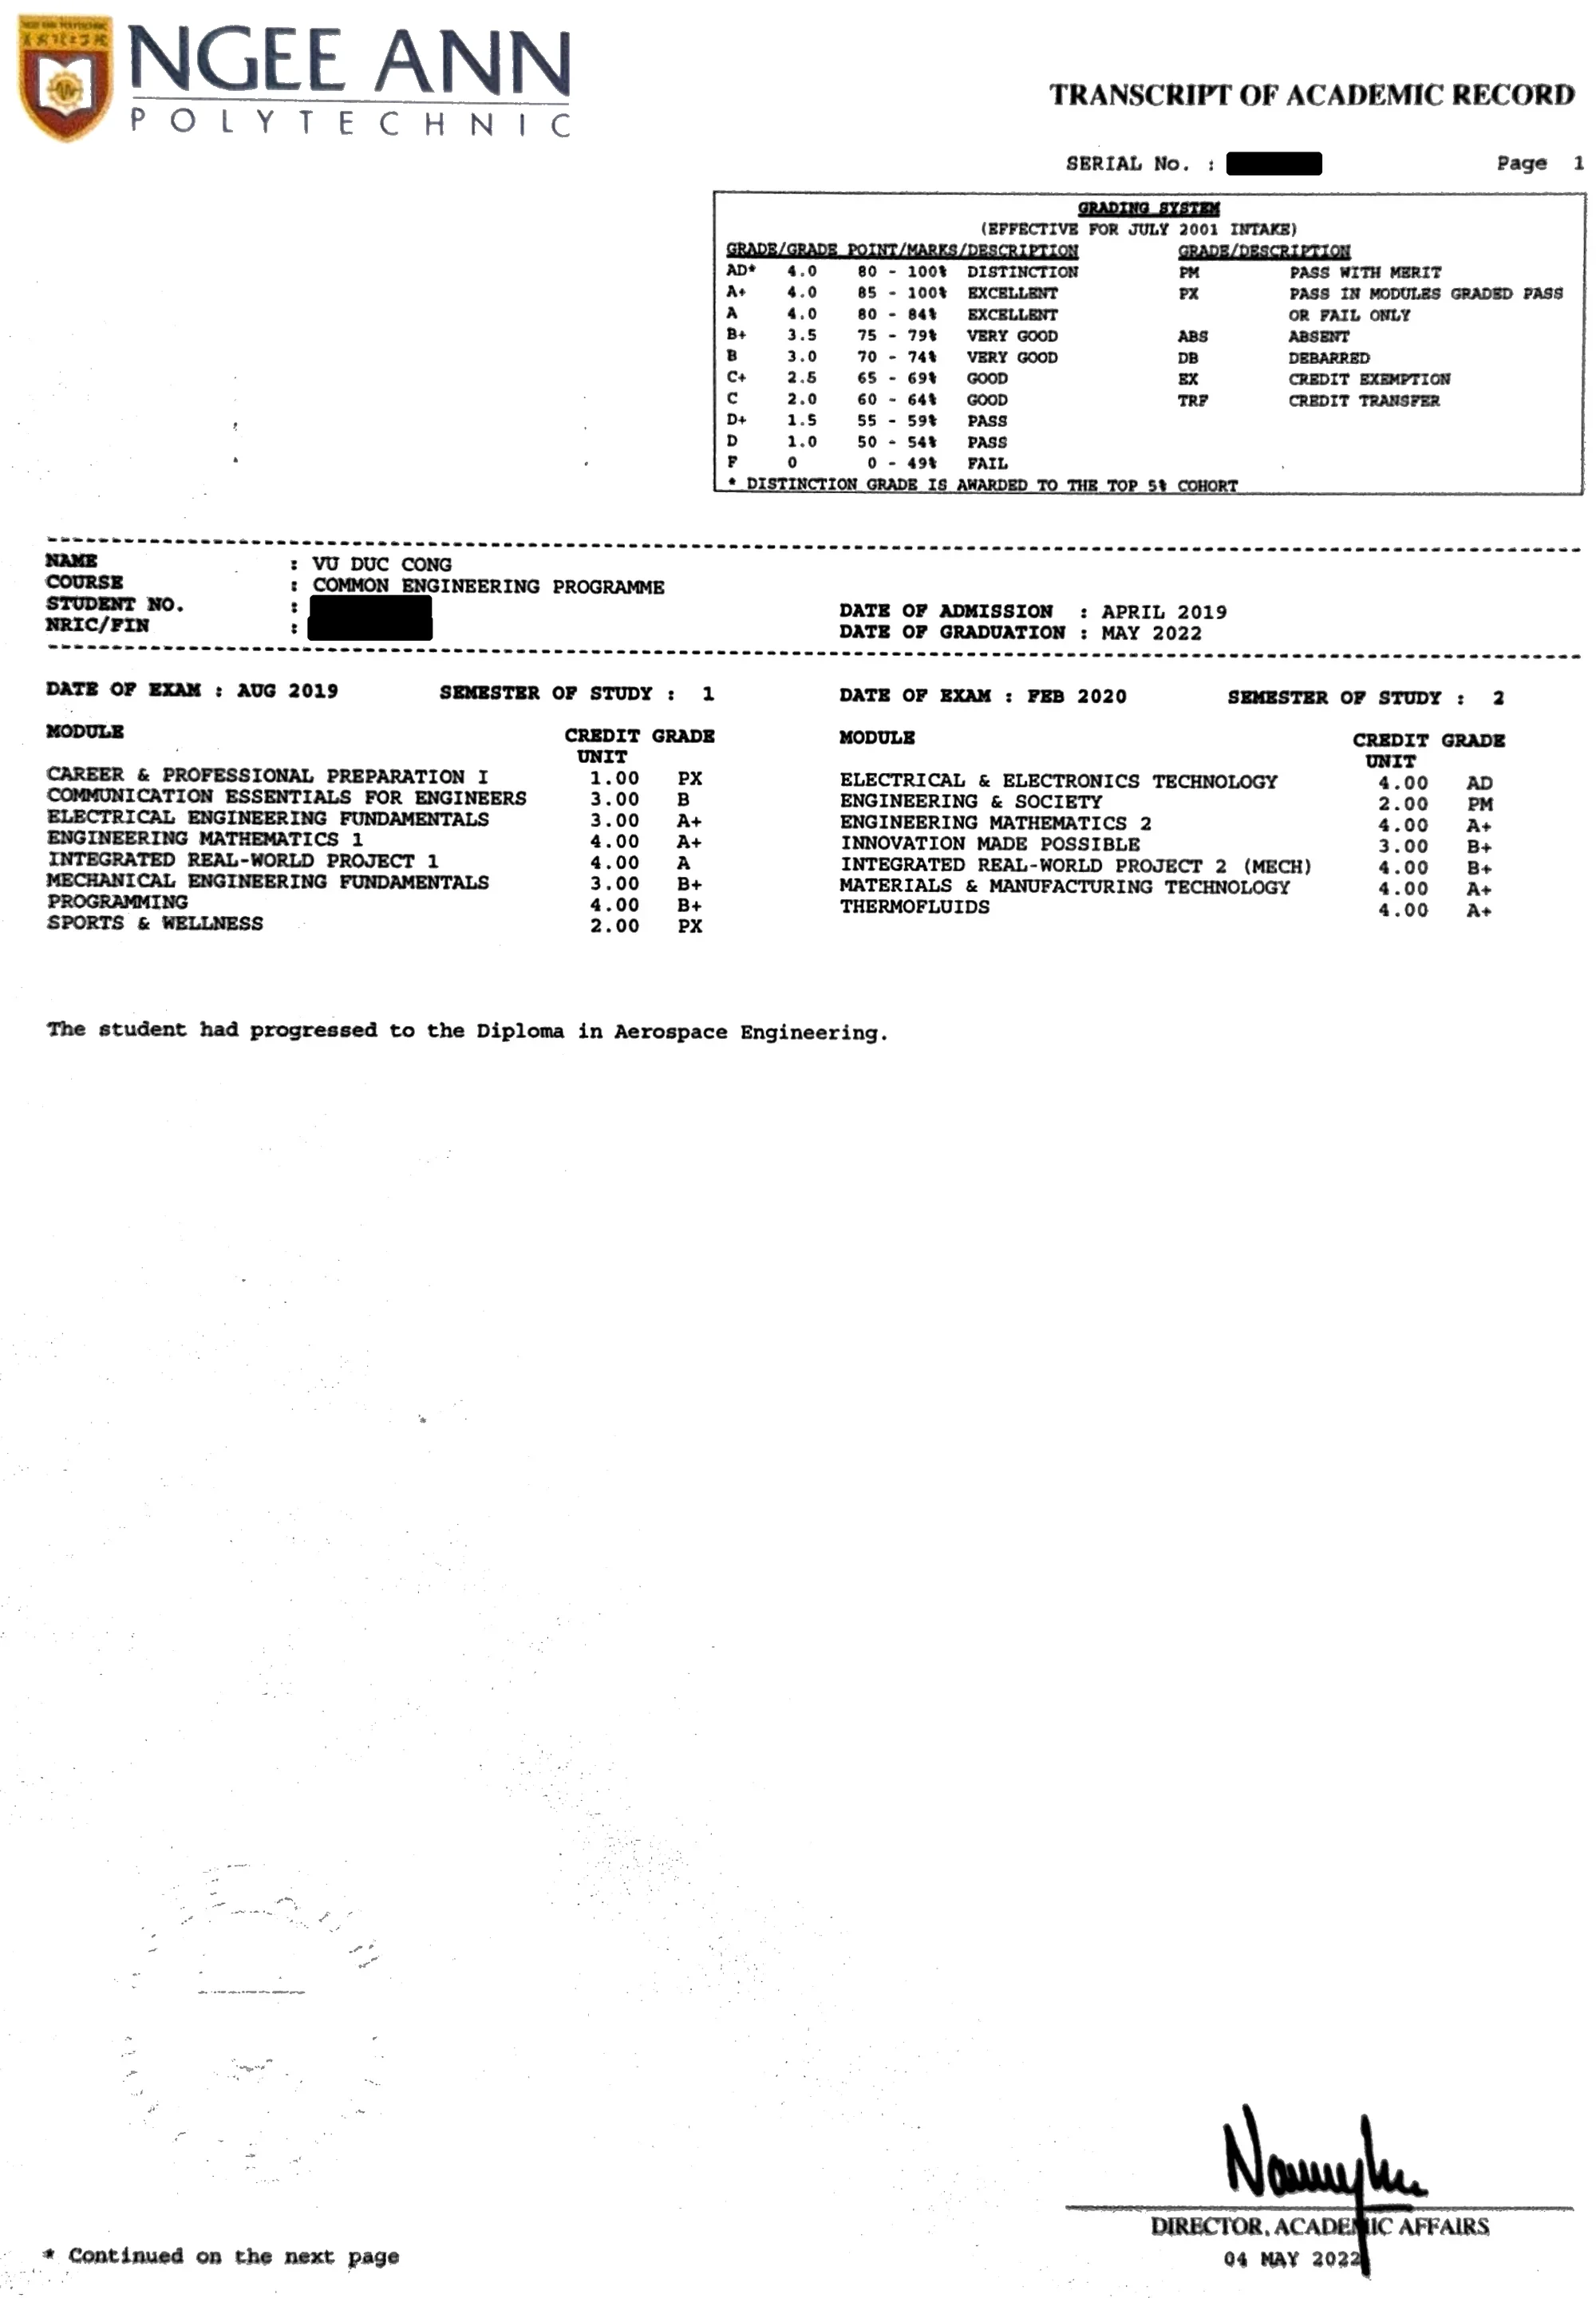 NGEE ANN
POLYTECHNIC
TRANSCRIPT OF ACADEMIC RECORD
SERIAL No. : Page 1
GRADING SYSTEM
(EFFECTIVE FOR JULY 2001 INTAKE)
GRADE/GRADE POINT/MARKS/DESCRIPTION GRADE/DESCRIPTION
AD* 4.0 80 - 100% DISTINCTION PM PASS WITH MERIT
A+ 4.0 85 - 100% EXCELLENT PX PASS IN MODULES GRADED PASS
A 4.0 80 - 84% EXCELLENT OR FAIL ONLY
B+ 3.5 75 - 79% VERY GOOD ABS ABSENT
B 3.0 70 - 74% VERY GOOD DB DEBARRED
C+ 2.5 65 - 69% GOOD EX CREDIT EXEMPTION
C 2.0 60 - 64% GOOD TRF CREDIT TRANSFER
D+ 1.5 55 - 59% PASS
D 1.0 50 - 54% PASS
F 0 0 - 49% FAIL
* DISTINCTION GRADE IS AWARDED TO THE TOP 5% COHORT
NAME : VU DUC CONG
COURSE : COMMON ENGINEERING PROGRAMME
STUDENT NO. : DATE OF ADMISSION : APRIL 2019
NRIC/FIN : DATE OF GRADUATION : MAY 2022
DATE OF EXAM : AUG 2019 SEMESTER OF STUDY : 1
MODULE CREDIT GRADE
UNIT
CAREER & PROFESSIONAL PREPARATION I 1.00 PX
COMMUNICATION ESSENTIALS FOR ENGINEERS 3.00 B
ELECTRICAL ENGINEERING FUNDAMENTALS 3.00 A+
ENGINEERING MATHEMATICS 1 4.00 A+
INTEGRATED REAL-WORLD PROJECT 1 4.00 A
MECHANICAL ENGINEERING FUNDAMENTALS 3.00 B+
PROGRAMMING 4.00 B+
SPORTS & WELLNESS 2.00 PX
DATE OF EXAM : FEB 2020 SEMESTER OF STUDY : 2
MODULE CREDIT GRADE
UNIT
ELECTRICAL & ELECTRONICS TECHNOLOGY 4.00 AD
ENGINEERING & SOCIETY 2.00 PM
ENGINEERING MATHEMATICS 2 4.00 A+
INNOVATION MADE POSSIBLE 3.00 B+
INTEGRATED REAL-WORLD PROJECT 2 (MECH) 4.00 B+
MATERIALS & MANUFACTURING TECHNOLOGY 4.00 A+
THERMOFLUIDS 4.00 A+
The student had progressed to the Diploma in Aerospace Engineering.
DIRECTOR, ACADEMIC AFFAIRS
04 MAY 2022
* Continued on the next page